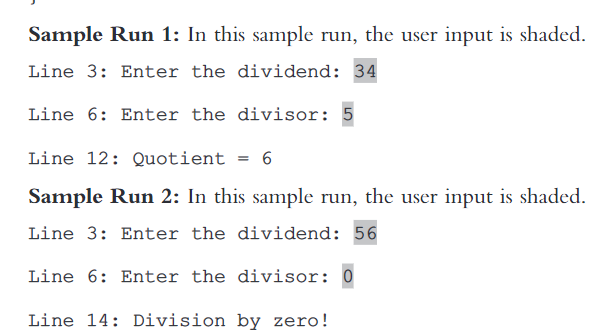 Sample Run 1: In this sample run, the user input is shaded.
Line 3: Enter the dividend: 34
Line 6: Enter the divisor: 5
Line 12: Quotient = 6
Sample Run 2: In this sample run, the user input is shaded.
Line 3: Enter the dividend: 56
Line 6: Enter the divisor: 0
Line 14: Division by zero!